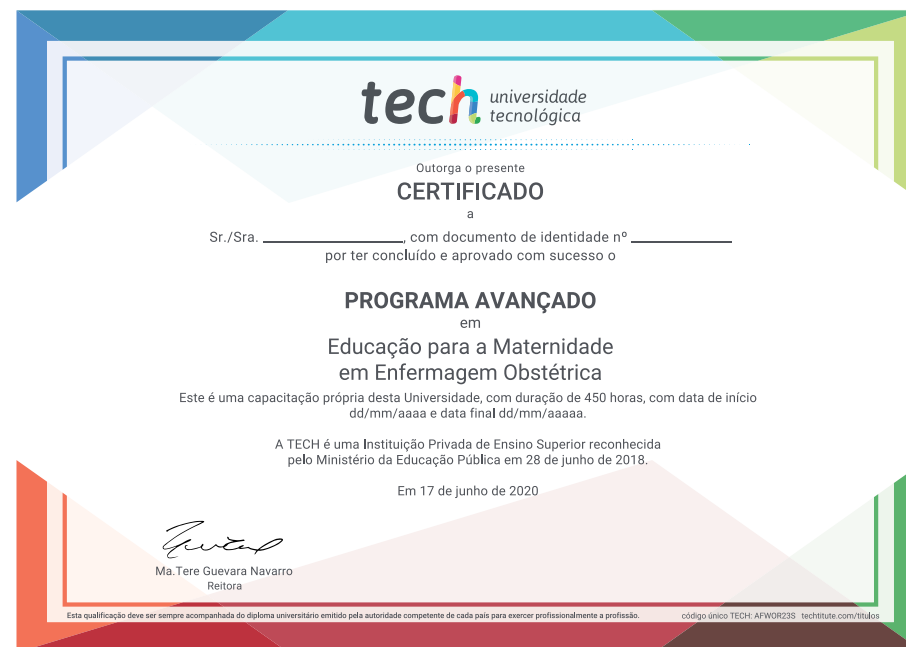 tech universidade
tecnológica
Outorga o presente
CERTIFICADO
a
Sr./Sra. ____________, com documento de identidade nº ____________
por ter concluído e aprovado com sucesso o
PROGRAMA AVANÇADO
em
Educação para a Maternidade
em Enfermagem Obstétrica
Este é uma capacitação própria desta Universidade, com duração de 450 horas, com data de início
dd/mm/aaaa e data final dd/mm/aaaaa.
A TECH é uma Instituição Privada de Ensino Superior reconhecida
pelo Ministério da Educação Pública em 28 de junho de 2018.
Em 17 de junho de 2020
Ma.Tere Guevara Navarro
Reitora
Esta qualificação deve ser sempre acompanhada do diploma universitário emitido pela autoridade competente de cada país para exercer profissionalmente a profissão. código único TECH: AFWOR23S techtitute.com/titulos